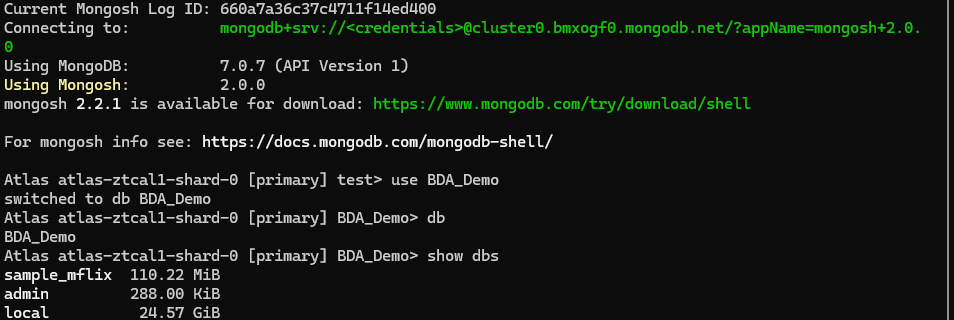 Current Mongosh Log ID: 660a7a36c37c4711f14ed400
Connecting to:          mongodb+srv://<credentials>@cluster0.bmxogf0.mongodb.net/?appName=mongosh+2.0.
0
Using MongoDB:          7.0.7 (API Version 1)
Using Mongosh:          2.0.0
mongosh 2.2.1 is available for download: https://www.mongodb.com/try/download/shell
For mongosh info see: https://docs.mongodb.com/mongodb-shell/
Atlas atlas-ztcal1-shard-0 [primary] test> use BDA_Demo
switched to db BDA_Demo
Atlas atlas-ztcal1-shard-0 [primary] BDA_Demo> db
BDA_Demo
Atlas atlas-ztcal1-shard-0 [primary] BDA_Demo> show dbs
sample_mflix  110.22 MiB
admin         288.00 KiB
local          24.57 GiB